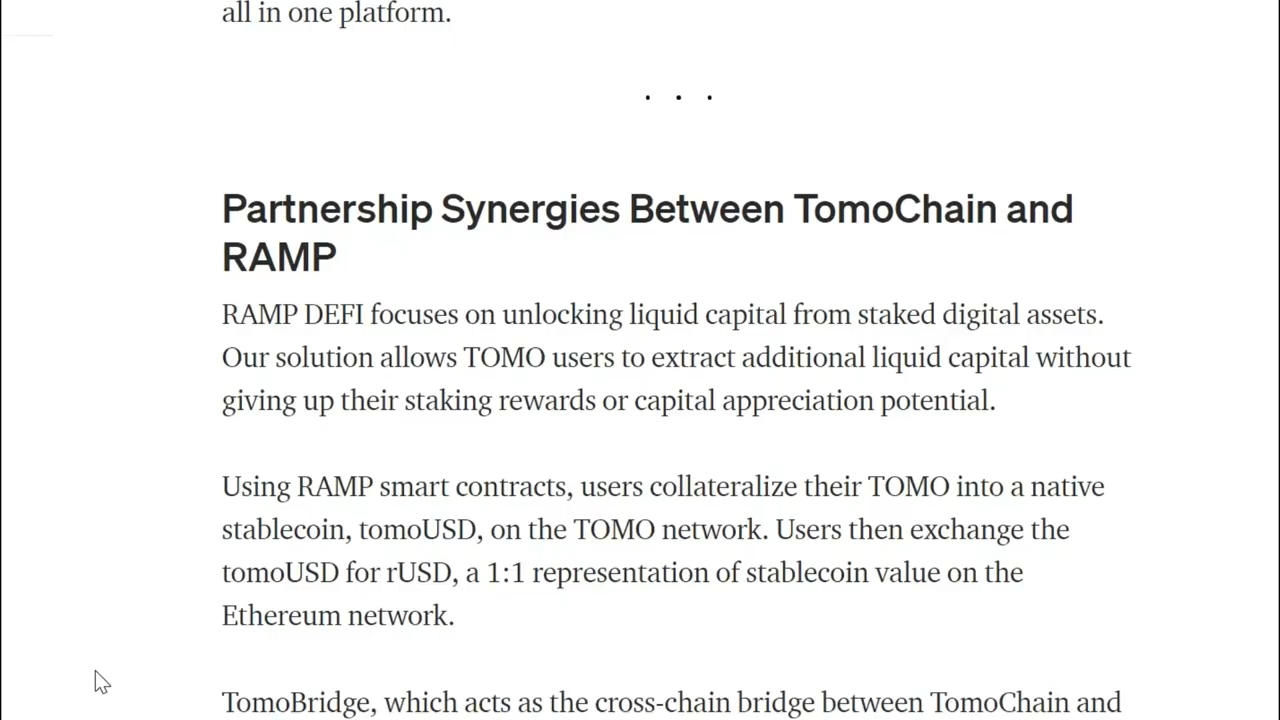 all in one platform.
. . .
Partnership Synergies Between TomoChain and
RAMP
RAMP DEFI focuses on unlocking liquid capital from staked digital assets.
Our solution allows TOMO users to extract additional liquid capital without
giving up their staking rewards or capital appreciation potential.
Using RAMP smart contracts, users collateralize their TOMO into a native
stablecoin, tomoUSD, on the TOMO network. Users then exchange the
tomoUSD for rUSD, a 1:1 representation of stablecoin value on the
Ethereum network.
TomoBridge, which acts as the cross-chain bridge between TomoChain and